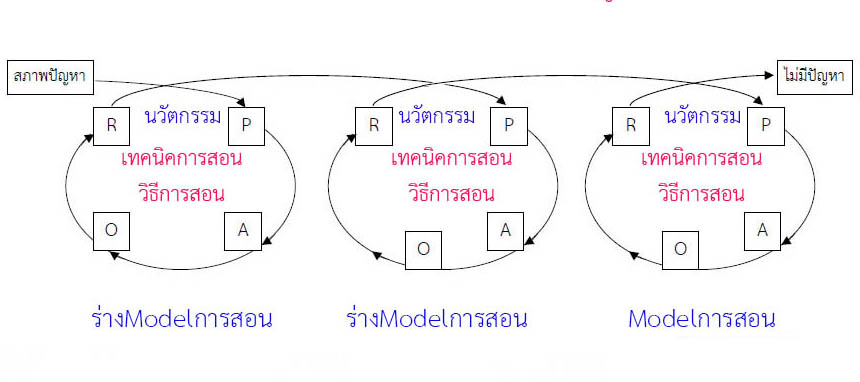 สภาพปัญหา
ไม่มีปัญหา
R นวัตกรรม P
เทคนิคการสอน
วิธีการสอน
O A
ร่างModelการสอน
R นวัตกรรม P
เทคนิคการสอน
วิธีการสอน
O A
ร่างModelการสอน
R นวัตกรรม P
เทคนิคการสอน
วิธีการสอน
O A
Modelการสอน